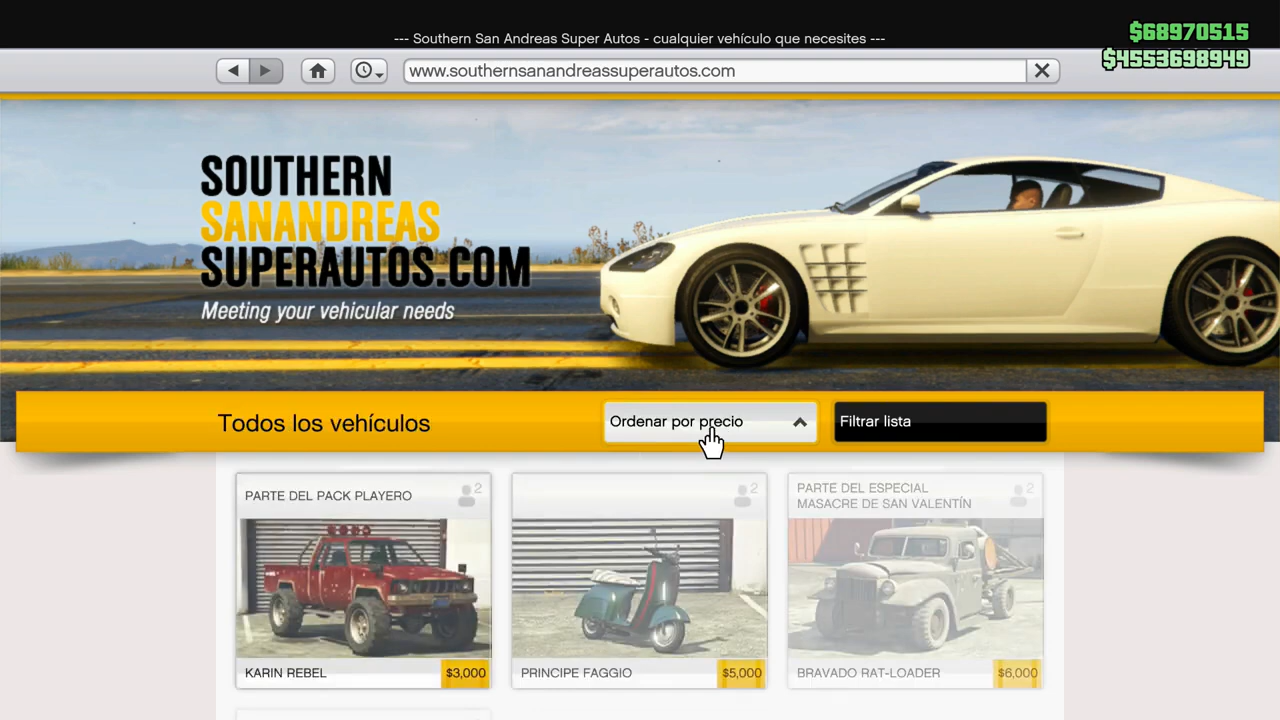 --- Southern San Andreas Super Autos - cualquier vehículo que necesites ---
$68970515
$4553698949
www.southernsanandreassuperautos.com
SOUTHERN
SANANDREAS
SUPERAUTOS.COM
Meeting your vehicular needs
Todos los vehículos
Ordenar por precio
Filtrar lista
PARTE DEL PACK PLAYERO
2
2
PARTE DEL ESPECIAL
MASACRE DE SAN VALENTÍN
2
KARIN REBEL
$3,000
PRINCIPE FAGGIO
$5,000
BRAVADO RAT-LOADER
$6,000